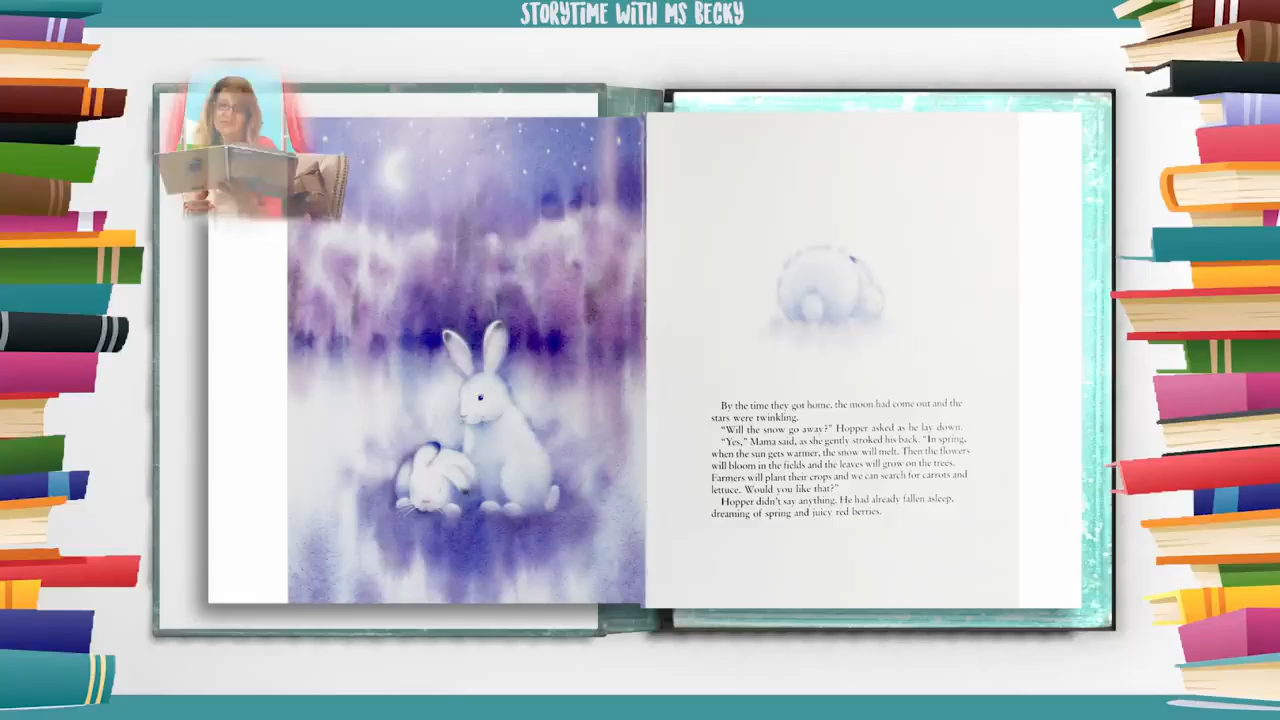 STORYTIME WITH MS BECKY
By the time they got home, the moon had come out and the
stars were twinkling.
“Will the snow go away?” Hopper asked as he lay down.
“Yes,” Mama said, as she gently stroked his back. “In spring,
when the sun gets warmer, the snow will melt. Then the flowers
will bloom in the fields and the leaves will grow on the trees.
Farmers will plant their crops and we can search for carrots and
lettuce. Would you like that?”
Hopper didn’t say anything. He had already fallen asleep,
dreaming of spring and juicy red berries.